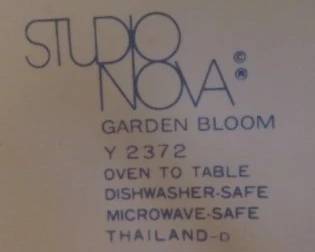 STUDIO
NOVA © ®
GARDEN BLOOM
Y 2372
OVEN TO TABLE
DISHWASHER-SAFE
MICROWAVE-SAFE
THAILAND-D